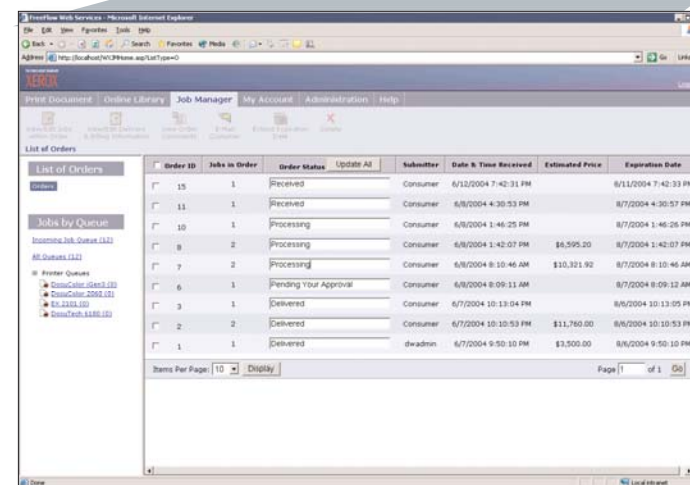 FreeFlow Web Services - Microsoft Internet Explorer
File Edit View Favorites Tools Help
Back Search Favorites Media
Address http://localhost/W1JMHome.asp?ListType=0 Go Links
XEROX
Print Document Online Library Job Manager My Account Administration Help
Delete
List of Orders
List of Orders
Orders
Jobs by Queue
Incoming Job Queue (12)
All Queues (12)
Printer Queues
DocuColor iGen3 (0)
DocuColor 2060 (0)
EX 2101 (0)
DocuTech 6180 (0)
Order ID Jobs in Order Order Status Update All Submitter Date & Time Received Estimated Price Expiration Date
15 1 Received Consumer 6/12/2004 7:42:31 PM 8/11/2004 7:42:33 PM
11 1 Received Consumer 6/8/2004 4:30:53 PM 8/7/2004 4:30:57 PM
10 1 Processing Consumer 6/8/2004 1:46:25 PM 8/7/2004 1:46:26 PM
8 2 Processing Consumer 6/8/2004 1:42:07 PM $6,595.20 8/7/2004 1:42:07 PM
7 2 Processing Consumer 6/8/2004 8:10:46 AM $10,321.92 8/7/2004 8:10:46 AM
6 1 Pending Your Approval Consumer 6/8/2004 8:09:11 AM 8/7/2004 8:09:12 AM
3 1 Delivered Consumer 6/7/2004 10:13:04 PM 8/6/2004 10:13:05 PM
2 2 Delivered Consumer 6/7/2004 10:10:53 PM $11,760.00 8/6/2004 10:10:53 PM
1 1 Delivered dwadmin 6/7/2004 9:50:10 PM $3,500.00 8/6/2004 9:50:10 PM
Items Per Page: 10 Display Page 1 of 1 Go
Done Local intranet